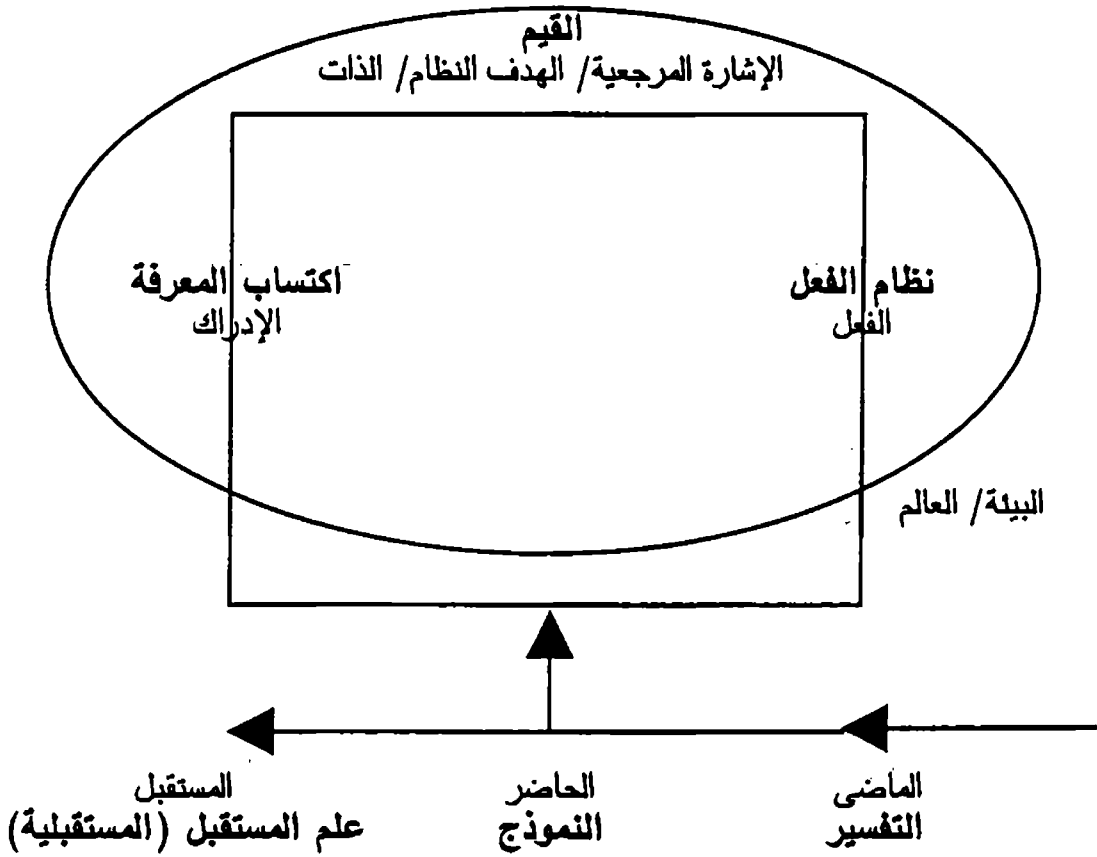 القيم
الإشارة المرجعية/ الهدف النظام/ الذات
نظام الفعل
الفعل
اكتساب المعرفة
الإدراك
البيئة/ العالم
الماضى
التفسير
الحاضر
النموذج
المستقبل
علم المستقبل (المستقبلية)